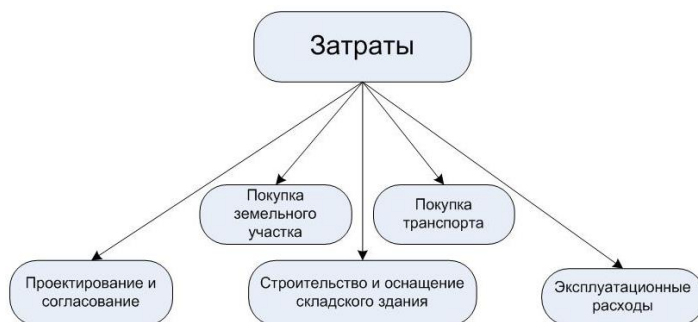 Затраты
Покупка
земельного
участка
Покупка
транспорта
Проектирование и
согласование
Строительство и оснащение
складского здания
Эксплуатационные
расходы